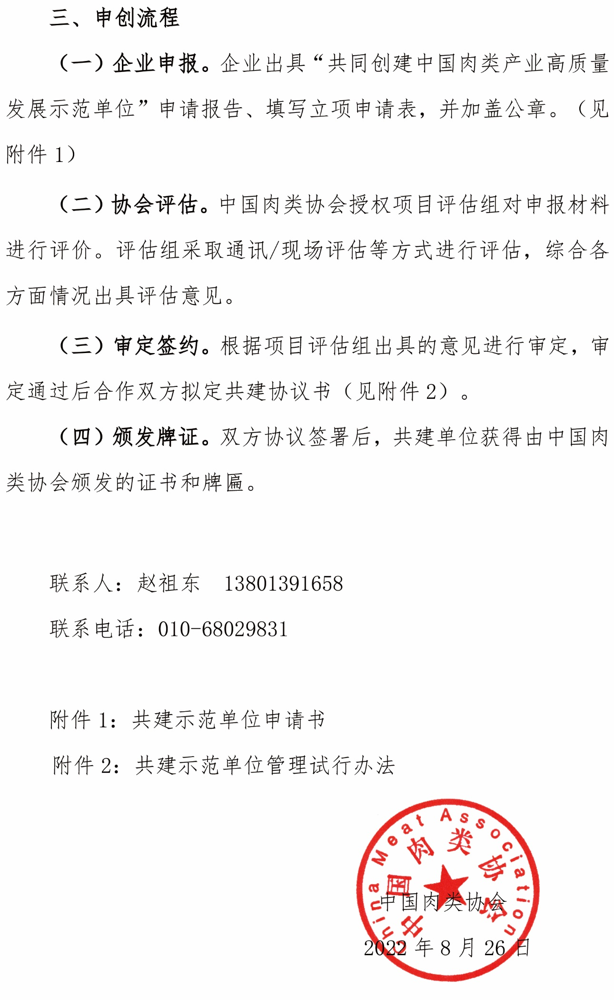 三、申创流程
（一）企业申报。企业出具“共同创建中国肉类产业高质量
发展示范单位”申请报告、填写立项申请表，并加盖公章。（见
附件 1）
（二）协会评估。中国肉类协会授权项目评估组对申报材料
进行评价。评估组采取通讯/现场评估等方式进行评估，综合各
方面情况出具评估意见。
（三）审定签约。根据项目评估组出具的意见进行审定，审
定通过后合作双方拟定共建协议书（见附件 2）。
（四）颁发牌证。双方协议签署后，共建单位获得由中国肉
类协会颁发的证书和牌匾。
联系人：赵祖东 13801391658
联系电话：010-68029831
附件 1：共建示范单位申请书
附件 2：共建示范单位管理试行办法
China Meat Association
中国肉类协会
中国肉类协会
2022 年 8 月 26 日